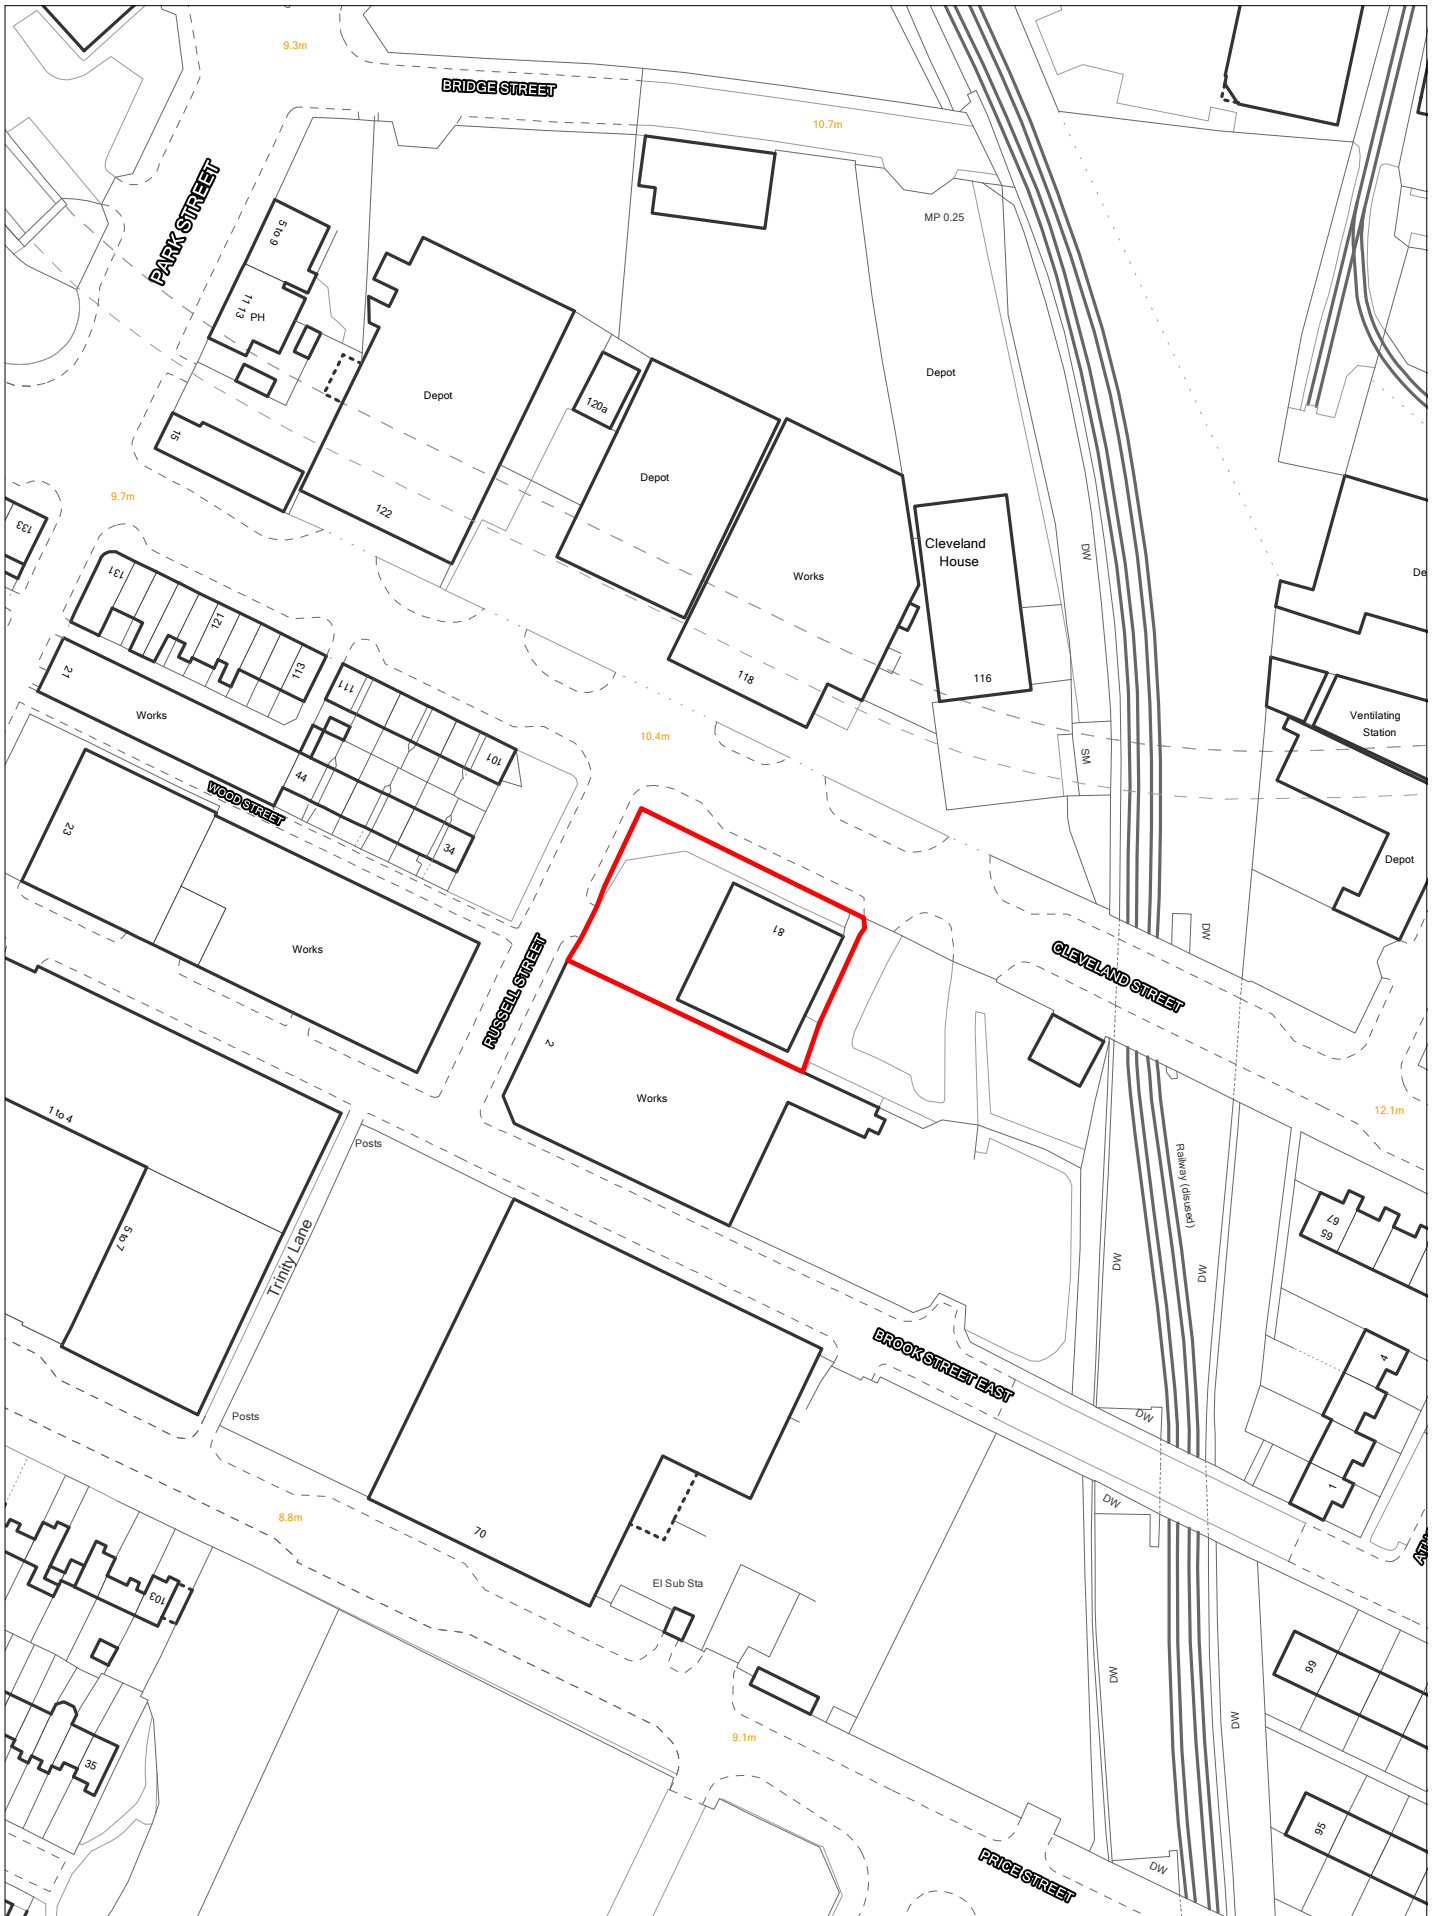 9.3m
BRIDGE STREET
10.7m
PARK STREET
MP 0.25
5 to 9
11 13
PH
Depot
120a
Depot
Depot
15
9.7m
122
133
Cleveland
House
DW
Works
De
131
121
113
21
111
118
116
Works
10.4m
Ventilating
Station
SM
101
44
WOOD STREET
34
23
Depot
81
DW
Works
RUSSELL STREET
CLEVELAND STREET
2
Works
1 to 4
12.1m
Posts
Railway (disused)
5 to 7
Trinity Lane
67
65
DW
DW
BROOK STREET EAST
4
Posts
DW
1
DW
8.8m
70
ATH
El Sub Sta
103
99
DW
DW
9.1m
35
95
PRICE STREET
DW